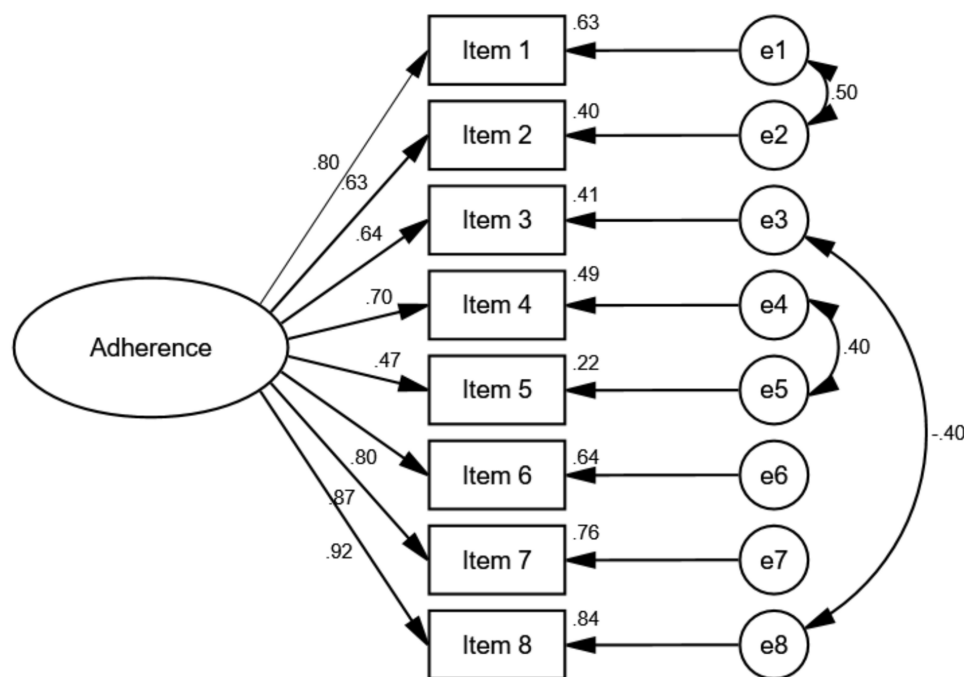 .63
Item 1
e1
.50
.40
Item 2
e2
.80
.63
.41
Item 3
e3
.64
.49
Item 4
e4
.70
.40
Adherence
.47
.22
Item 5
e5
-.40
.80
.64
Item 6
e6
.87
.76
Item 7
e7
.92
.84
Item 8
e8